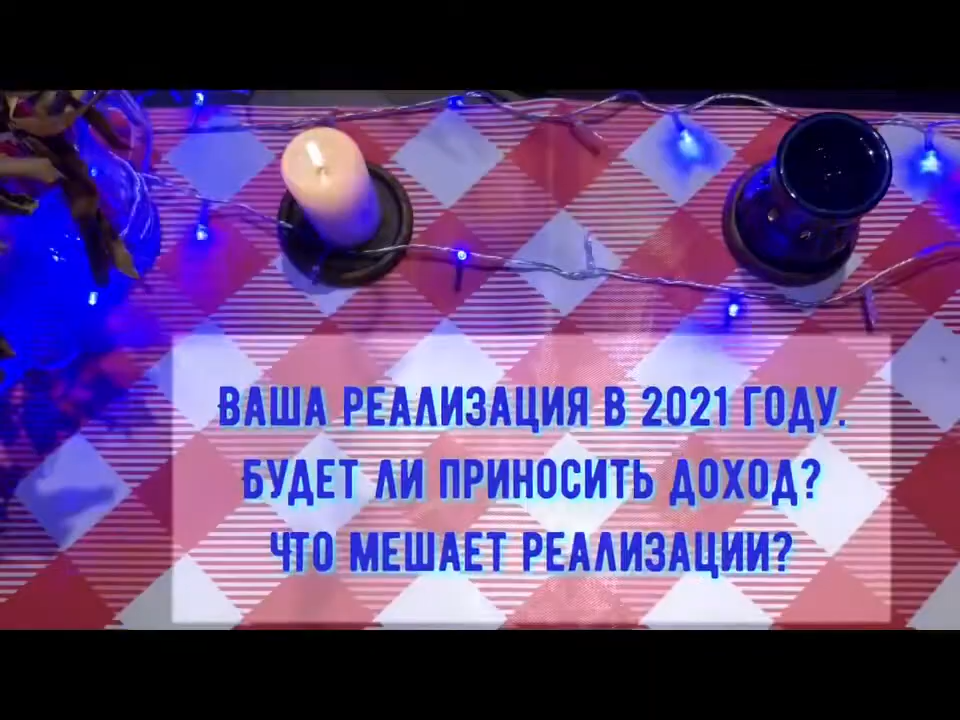 ВАША РЕАЛИЗАЦИЯ В 2021 ГОДУ.
БУДЕТ ЛИ ПРИНОСИТЬ ДОХОД?
ЧТО МЕШАЕТ РЕАЛИЗАЦИИ?